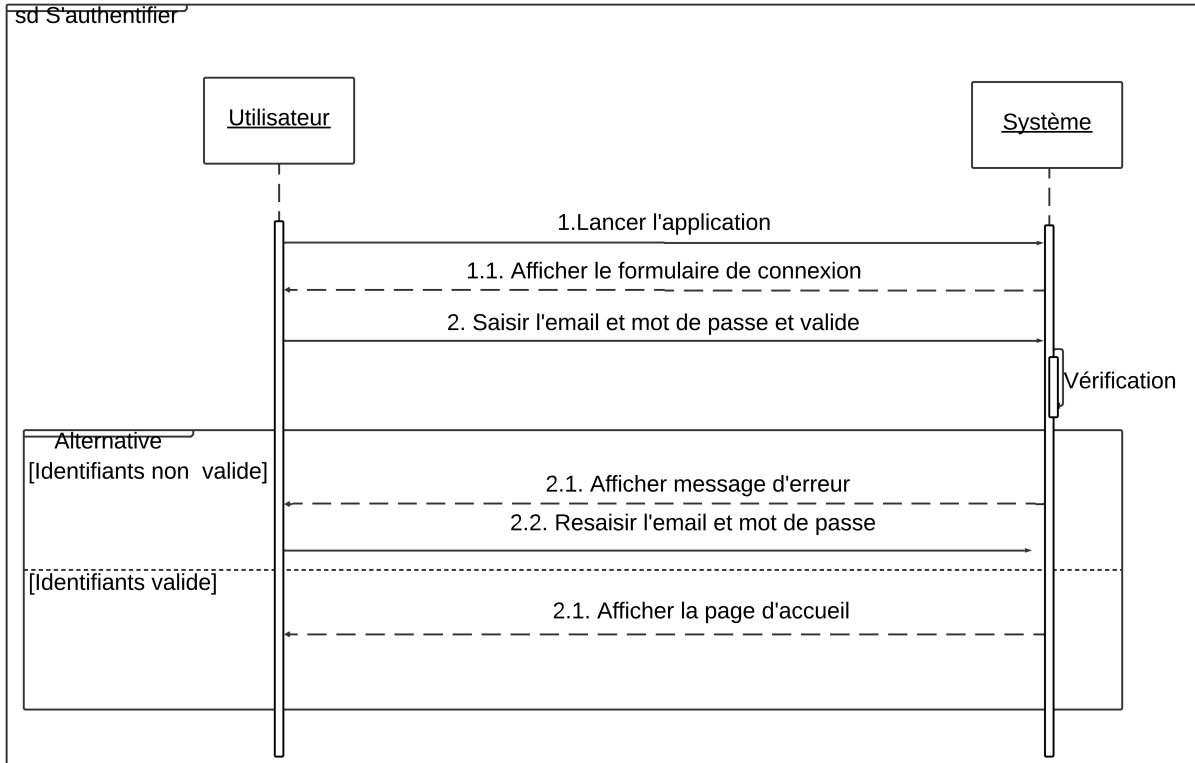 sd S'authentifier
Utilisateur
Système
1.Lancer l'application
1.1. Afficher le formulaire de connexion
2. Saisir l'email et mot de passe et valide
Vérification
Alternative
[Identifiants non  valide]
2.1. Afficher message d'erreur
2.2. Resaisir l'email et mot de passe
[Identifiants valide]
2.1. Afficher la page d'accueil